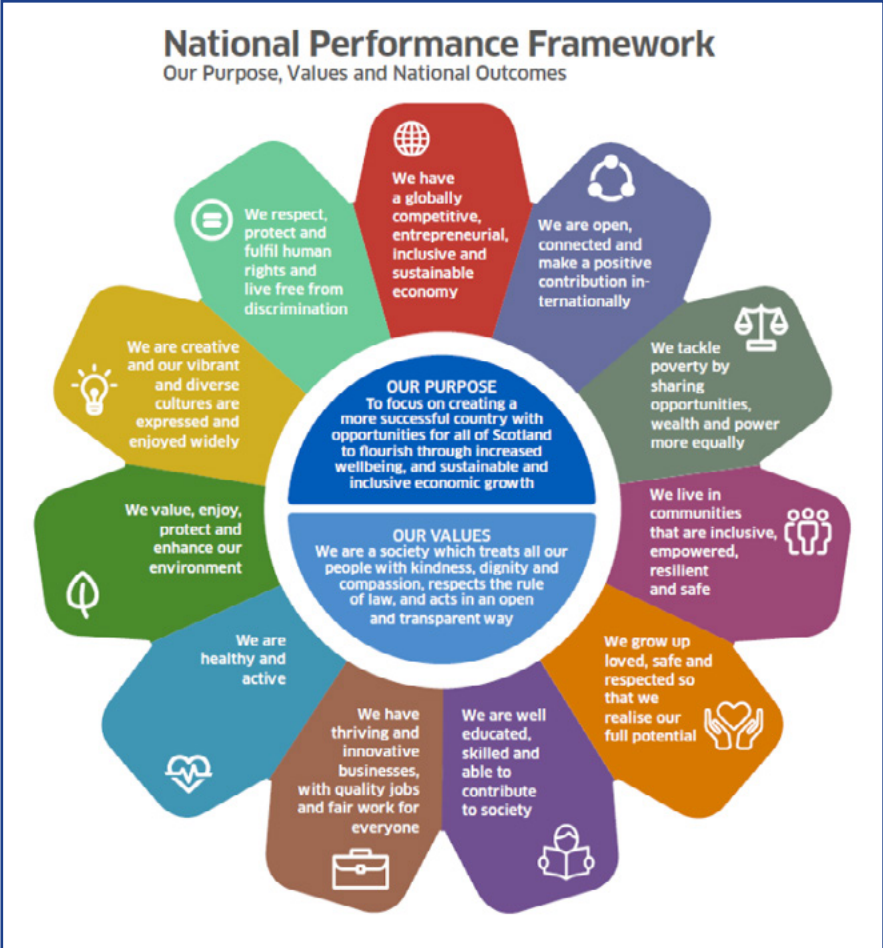 National Performance Framework
Our Purpose, Values and National Outcomes
We have
a globally
competitive,
entrepreneurial,
inclusive and
sustainable
economy
We are open,
connected and
make a positive
contribution in-
ternationally
We tackle
poverty by
sharing
opportunities,
wealth and power
more equally
We live in
communities
that are inclusive,
empowered,
resilient
and safe
We grow up
loved, safe and
respected so
that we
realise our
full potential
We are well
educated,
skilled and
able to
contribute
to society
We have
thriving and
innovative
businesses,
with quality jobs
and fair work for
everyone
We are
healthy and
active
We value, enjoy,
protect and
enhance our
environment
We are creative
and our vibrant
and diverse
cultures are
expressed and
enjoyed widely
We respect,
protect and
fulfil human
rights and
live free from
discrimination
OUR PURPOSE
To focus on creating a
more successful country with
opportunities for all of Scotland
to flourish through increased
wellbeing, and sustainable and
inclusive economic growth
OUR VALUES
We are a society which treats all our
people with kindness, dignity and
compassion, respects the rule
of law, and acts in an open
and transparent way